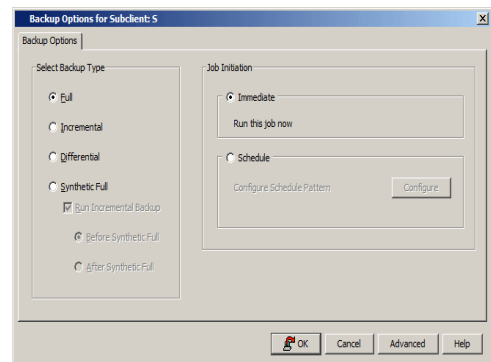 Backup Options for Subclient: S
Backup Options
Select Backup Type
Full
Incremental
Differential
Synthetic Full
Run Incremental Backup
Before Synthetic Full
After Synthetic Full
Job Initiation
Immediate
Run this job now
Schedule
Configure Schedule Pattern
Configure
OK
Cancel
Advanced
Help